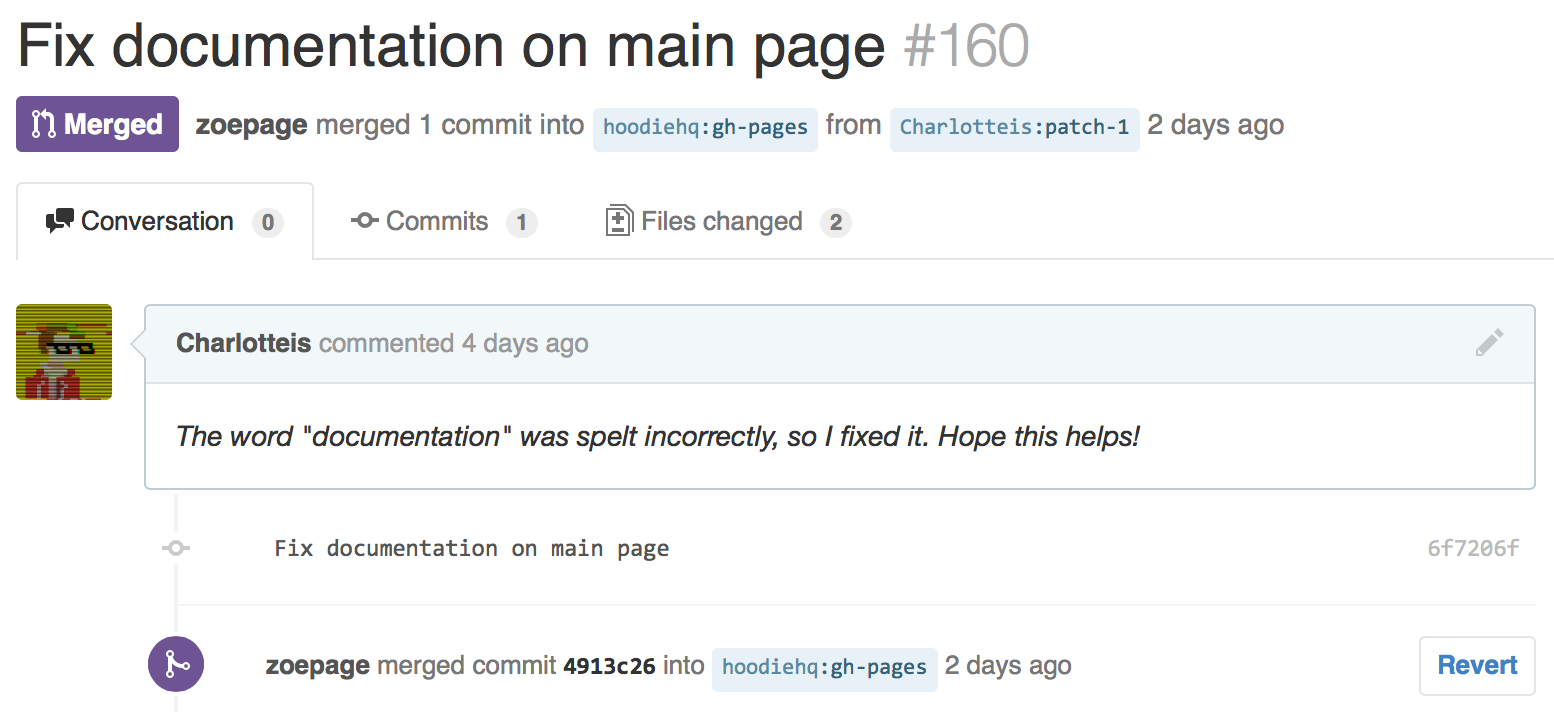 Fix documentation on main page #160
Merged zoepage merged 1 commit into hoodiehq:gh-pages from Charlotteis:patch-1 2 days ago
Conversation 0 Commits 1 Files changed 2
Charlotteis commented 4 days ago
The word "documentation" was spelt incorrectly, so I fixed it. Hope this helps!
Fix documentation on main page 6f7206f
zoepage merged commit 4913c26 into hoodiehq:gh-pages 2 days ago Revert